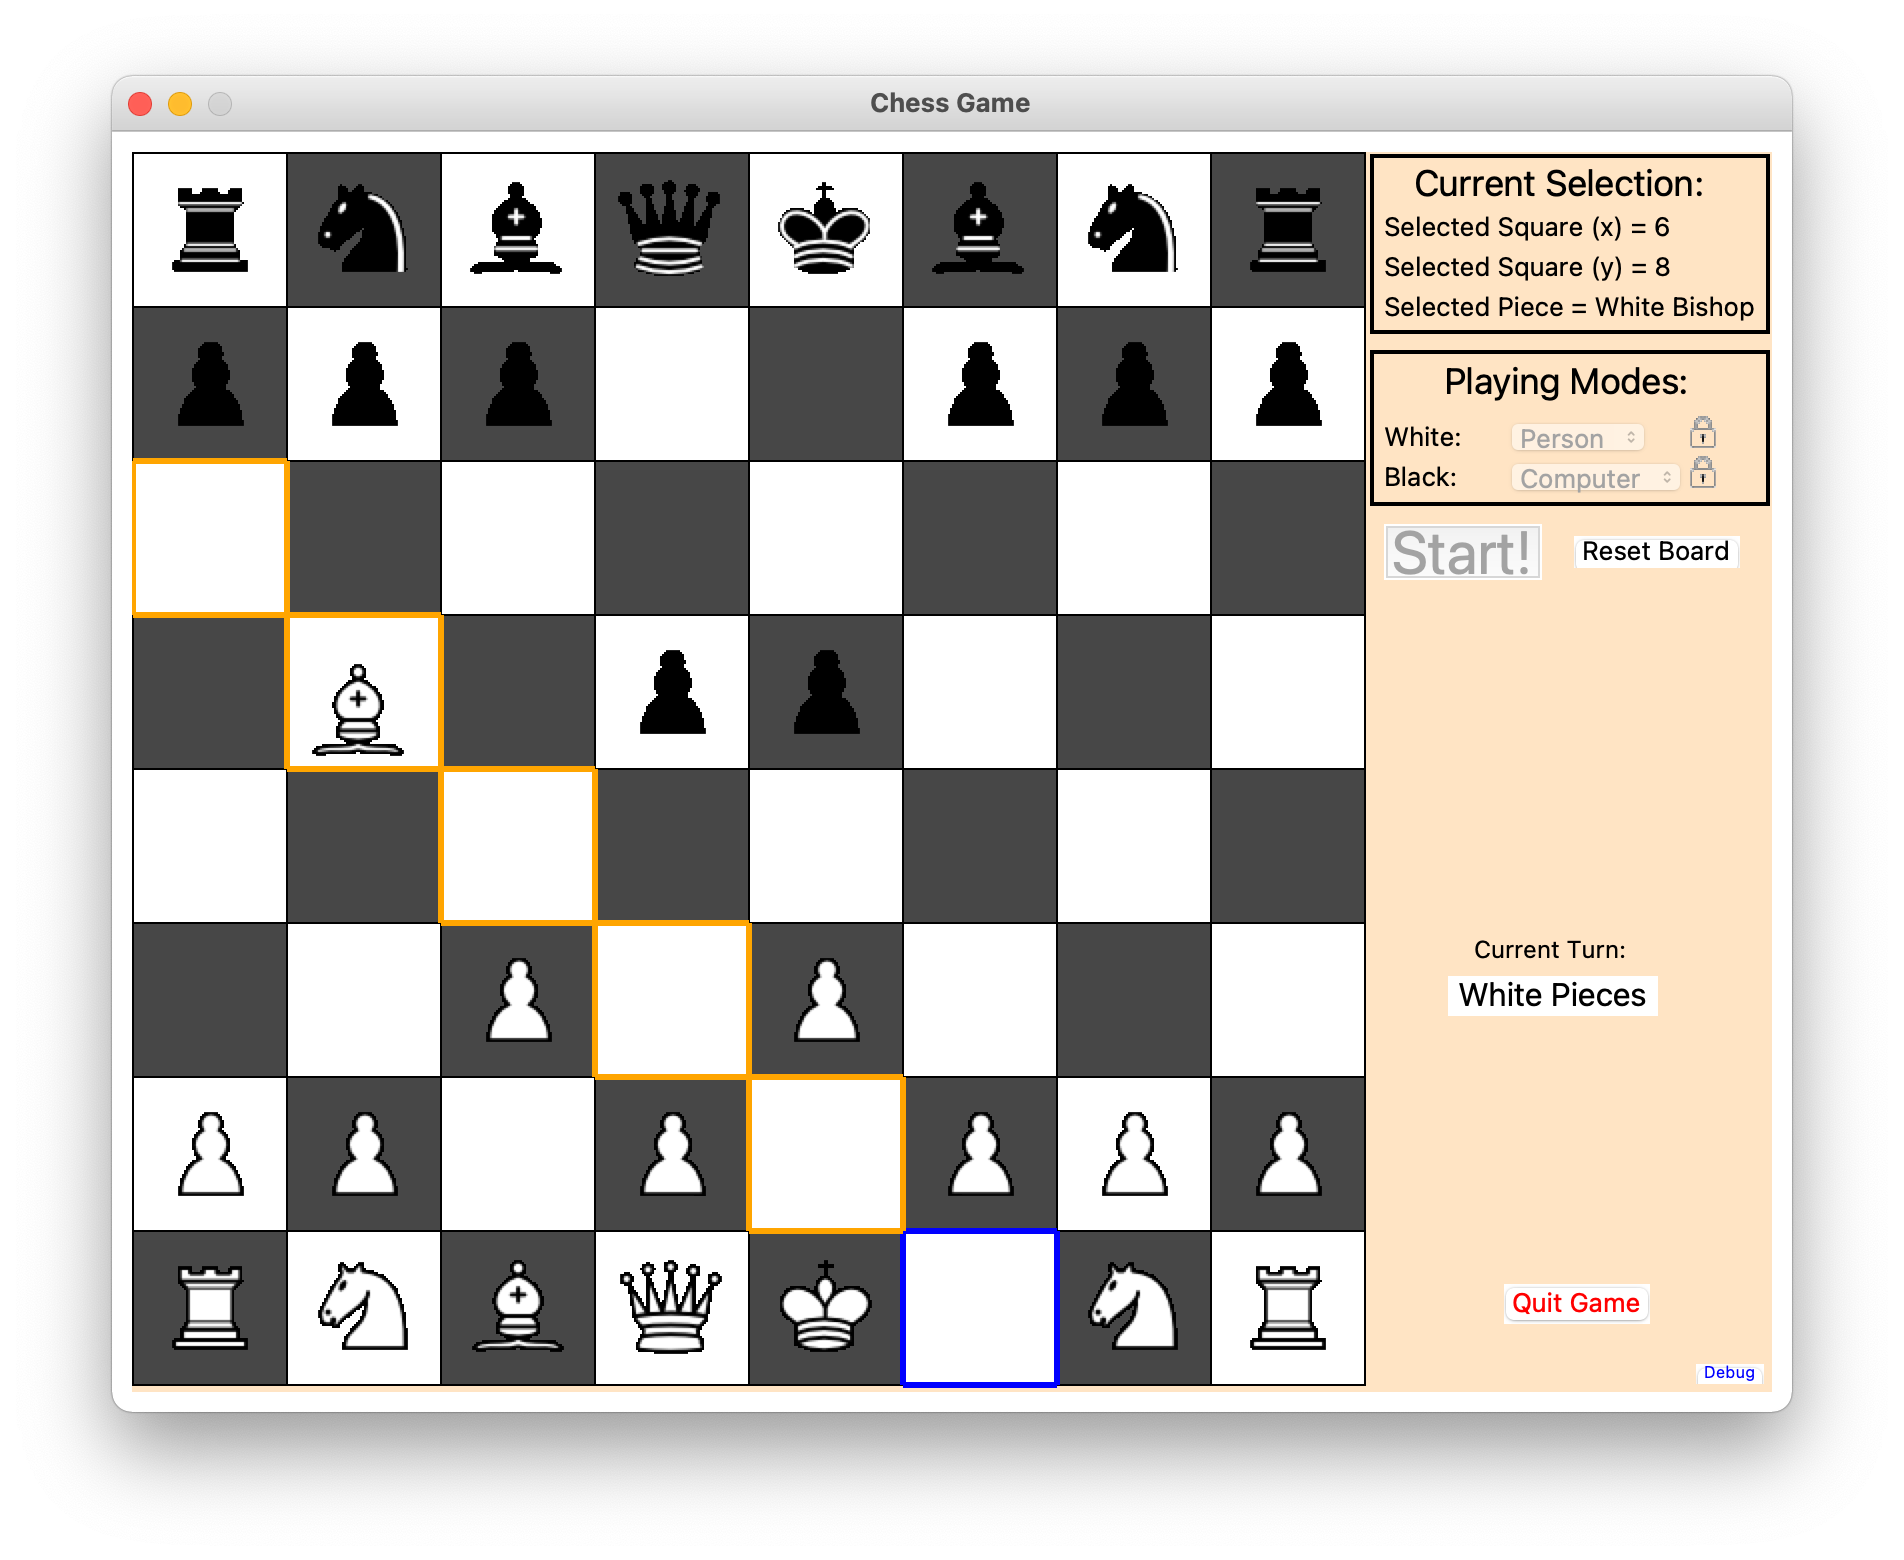 Chess Game
Current Selection:
Selected Square (x) = 6
Selected Square (y) = 8
Selected Piece = White Bishop
Playing Modes:
White: Person
Black: Computer
Start! Reset Board
Current Turn:
White Pieces
Quit Game
Debug